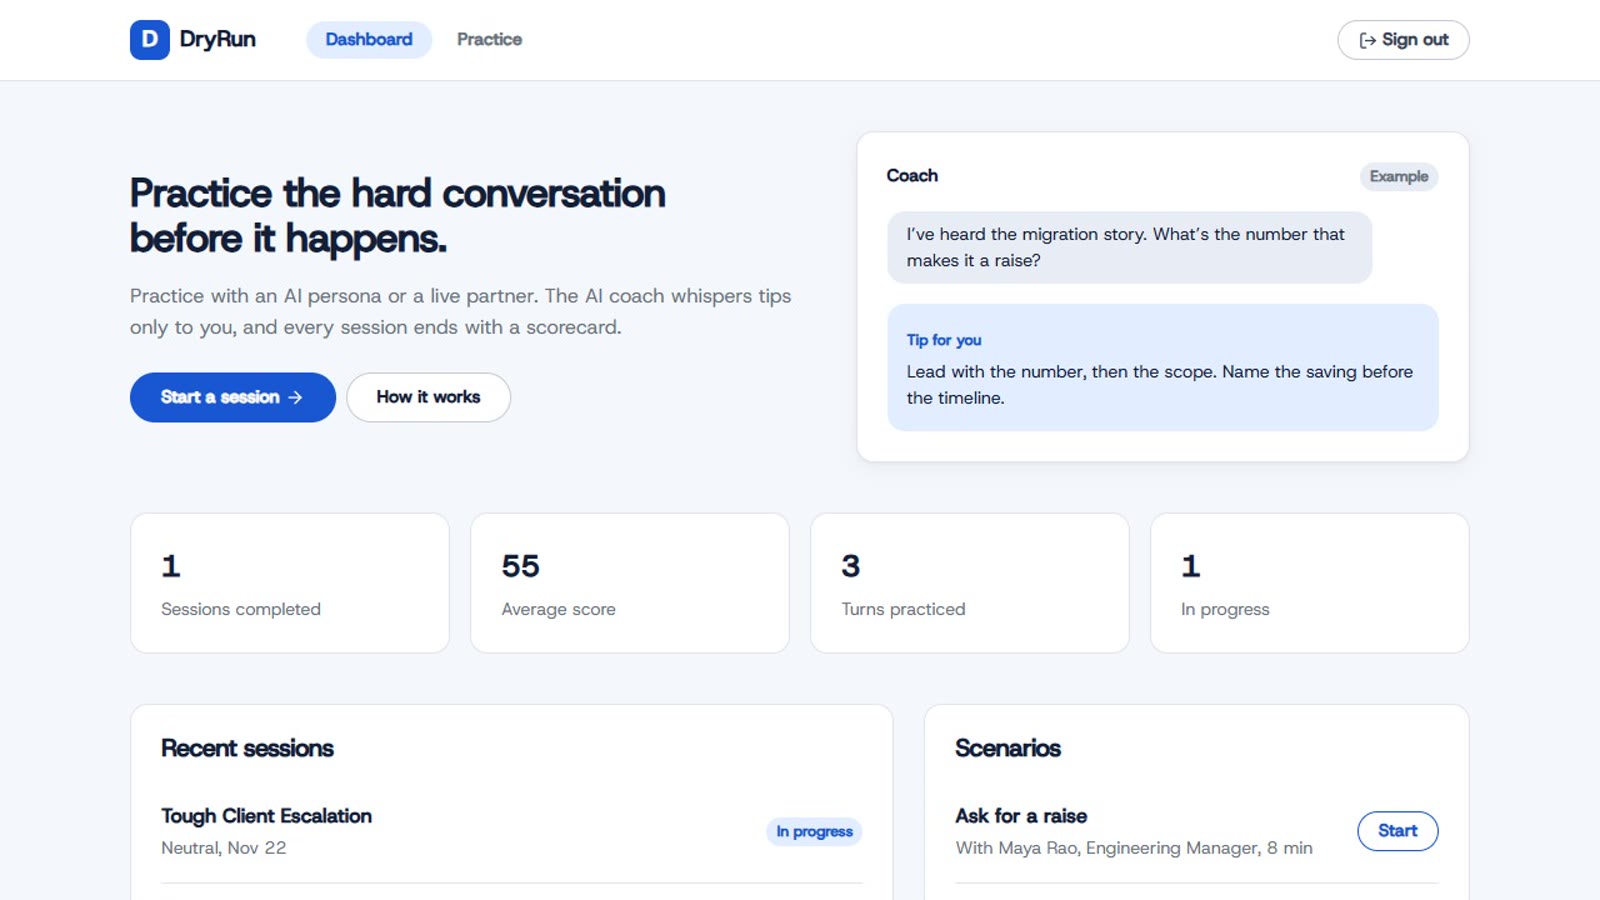 D DryRun
Dashboard
Practice
Sign out
Practice the hard conversation
before it happens.
Practice with an AI persona or a live partner. The AI coach whispers tips
only to you, and every session ends with a scorecard.
Start a session →
How it works
Coach
Example
I've heard the migration story. What's the number that
makes it a raise?
Tip for you
Lead with the number, then the scope. Name the saving before
the timeline.
1
Sessions completed
55
Average score
3
Turns practiced
1
In progress
Recent sessions
Tough Client Escalation
Neutral, Nov 22
In progress
Scenarios
Ask for a raise
With Maya Rao, Engineering Manager, 8 min
Start